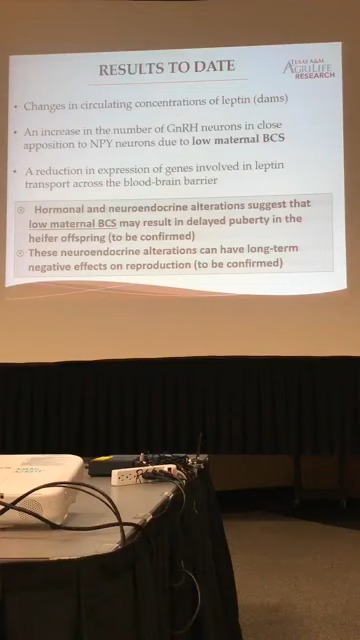 RESULTS TO DATE
TEXAS A&M
AGRILIFE
RESEARCH
• Changes in circulating concentrations of leptin (dams)
• An increase in the number of GnRH neurons in close
apposition to NPY neurons due to low maternal BCS
• A reduction in expression of genes involved in leptin
transport across the blood-brain barrier
Hormonal and neuroendocrine alterations suggest that
low maternal BCS may result in delayed puberty in the
heifer offspring (to be confirmed)
These neuroendocrine alterations can have long-term
negative effects on reproduction (to be confirmed)